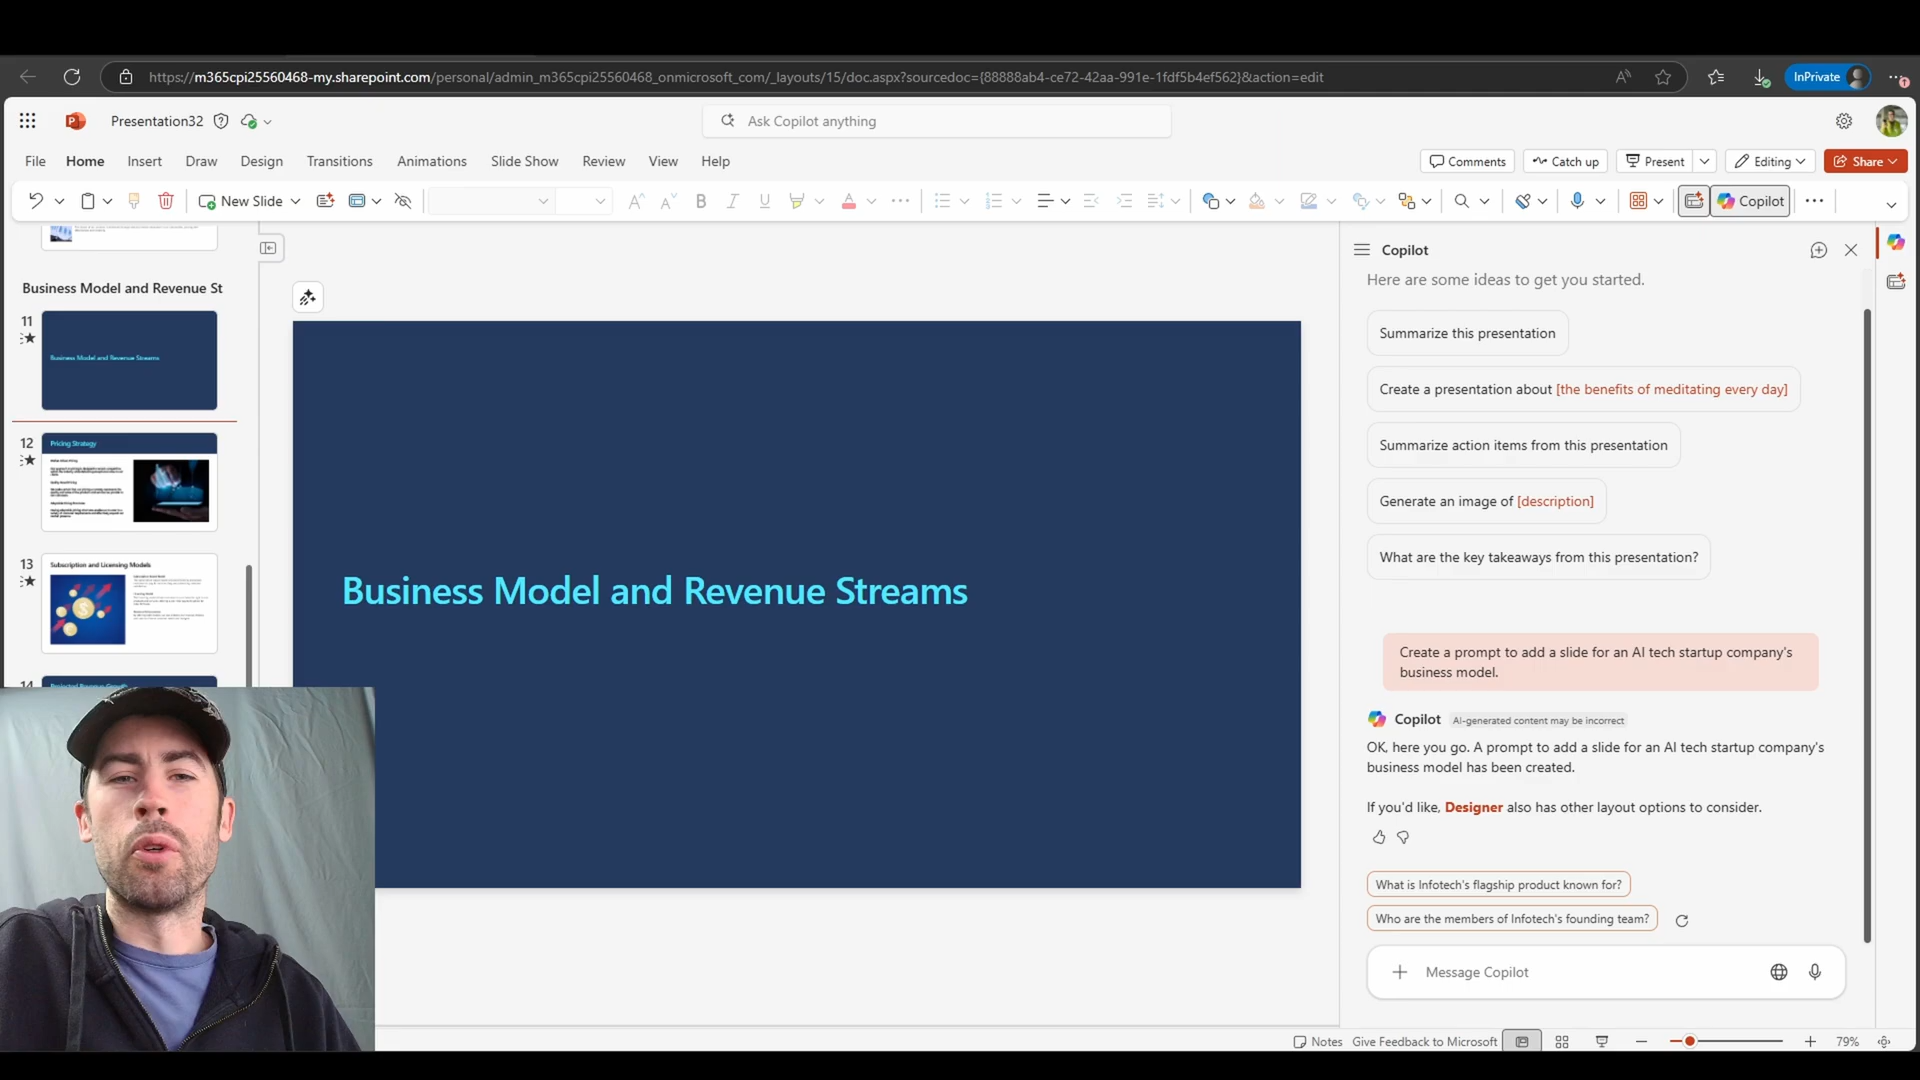 https://m365cpi25560468-my.sharepoint.com/personal/admin_m365cpi25560468_onmicrosoft_com/_layouts/15/doc.aspx?sourcedoc={88888ab4-ce72-42aa-991e-1fdf5b4ef562}&action=edit
InPrivate
Presentation32
Ask Copilot anything
File Home Insert Draw Design Transitions Animations Slide Show Review View Help
Comments Catch up Present Editing Share
New Slide
Copilot
Business Model and Revenue St
11
Business Model and Revenue Streams
12
Pricing Strategy
13
Subscription and Licensing Models
14
Business Model and Revenue Streams
Copilot
Here are some ideas to get you started.
Summarize this presentation
Create a presentation about [the benefits of meditating every day]
Summarize action items from this presentation
Generate an image of [description]
What are the key takeaways from this presentation?
Create a prompt to add a slide for an AI tech startup company's
business model.
Copilot AI-generated content may be incorrect
OK, here you go. A prompt to add a slide for an AI tech startup company's
business model has been created.
If you'd like, Designer also has other layout options to consider.
What is Infotech's flagship product known for?
Who are the members of Infotech's founding team?
Message Copilot
Notes Give Feedback to Microsoft 79%